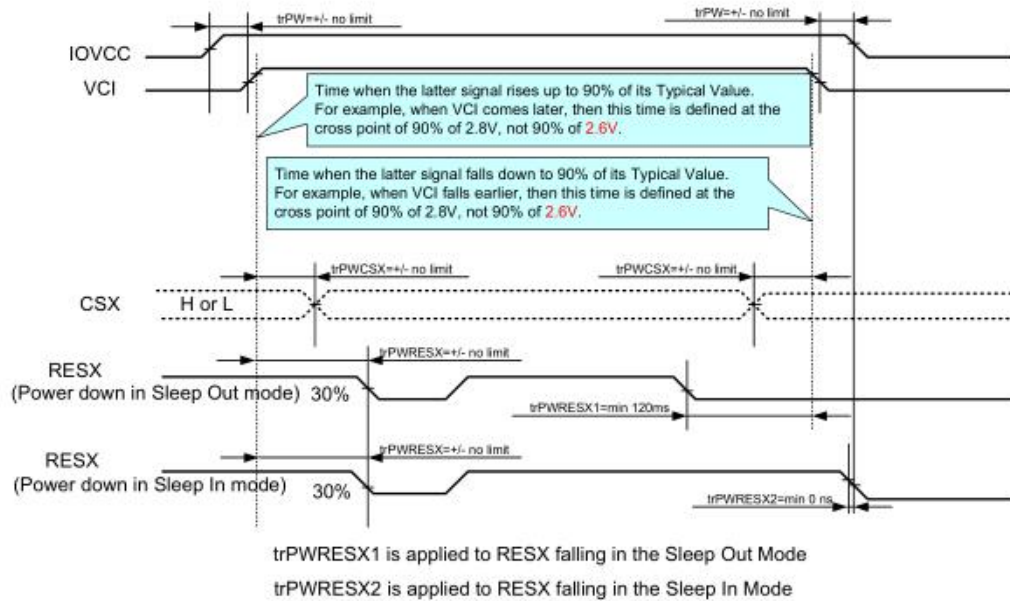 trPW=+/- no limit
trPW=+/- no limit
IOVCC
VCI
Time when the latter signal rises up to 90% of its Typical Value.
For example, when VCI comes later, then this time is defined at the
cross point of 90% of 2.8V, not 90% of 2.6V.
Time when the latter signal falls down to 90% of its Typical Value.
For example, when VCI falls earlier, then this time is defined at the
cross point of 90% of 2.8V, not 90% of 2.6V.
trPWCSX=+/- no limit
trPWCSX=+/- no limit
CSX
H or L
trPWRESX=+/- no limit
RESX
(Power down in Sleep Out mode)
30%
trPWRESX1=min 120ms
trPWRESX=+/- no limit
RESX
(Power down in Sleep In mode)
30%
trPWRESX2=min 0 ns
trPWRESX1 is applied to RESX falling in the Sleep Out Mode
trPWRESX2 is applied to RESX falling in the Sleep In Mode